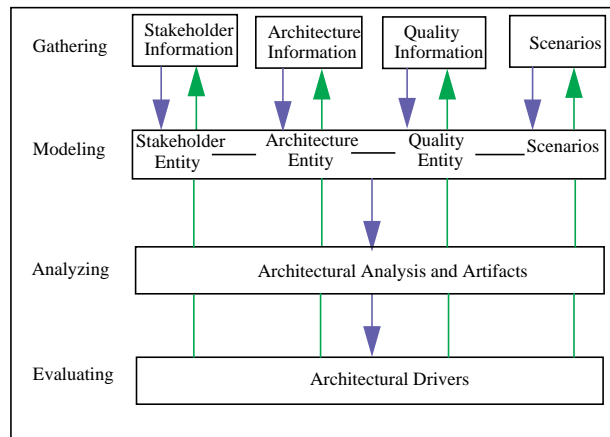 Gathering
Stakeholder
Information
Architecture
Information
Quality
Information
Scenarios
Modeling
Stakeholder
Entity
Architecture
Entity
Quality
Entity
Scenarios
Analyzing
Architectural Analysis and Artifacts
Evaluating
Architectural Drivers